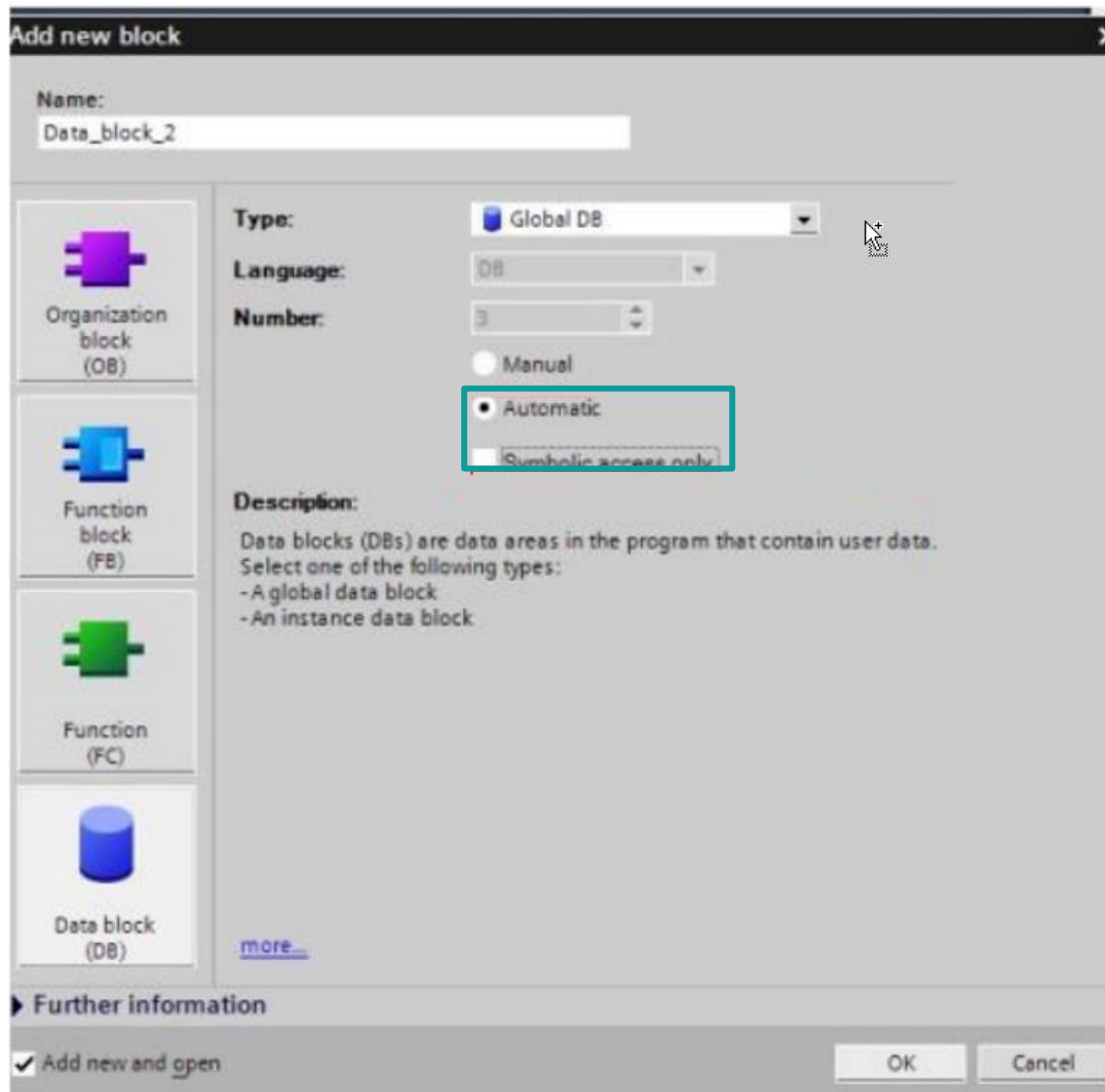 Add new block
Name:
Data_block_2
Type:
Global DB
Language:
DB
Number:
3
Manual
Automatic
Symbolic access only
Organization
block
(OB)
Function
block
(FB)
Function
(FC)
Data block
(DB)
Description:
Data blocks (DBs) are data areas in the program that contain user data.
Select one of the following types:
- A global data block
- An instance data block
more...
Further information
Add new and open
OK
Cancel